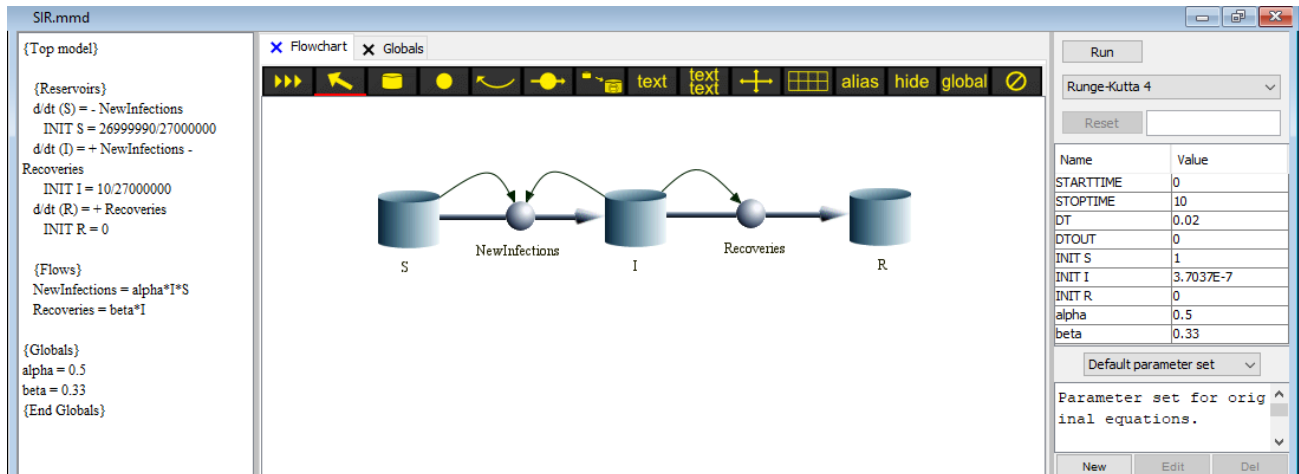 SIR.mmd
{Top model}
{Reservoirs}
d/dt (S) = - NewInfections
INIT S = 26999990/27000000
d/dt (I) = + NewInfections -
Recoveries
INIT I = 10/27000000
d/dt (R) = + Recoveries
INIT R = 0
{Flows}
NewInfections = alpha*I*S
Recoveries = beta*I
{Globals}
alpha = 0.5
beta = 0.33
{End Globals}
Flowchart Globals
text text text alias hide global
S NewInfections I Recoveries R
Run
Runge-Kutta 4
Reset
Name Value
STARTTIME 0
STOPTIME 10
DT 0.02
DTOUT 0
INIT S 1
INIT I 3.7037E-7
INIT R 0
alpha 0.5
beta 0.33
Default parameter set
Parameter set for orig
inal equations.
New Edit Del